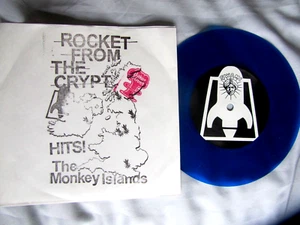 ROCKET
FROM
THE
CRYPT
HITS!
The
Monkey Islands